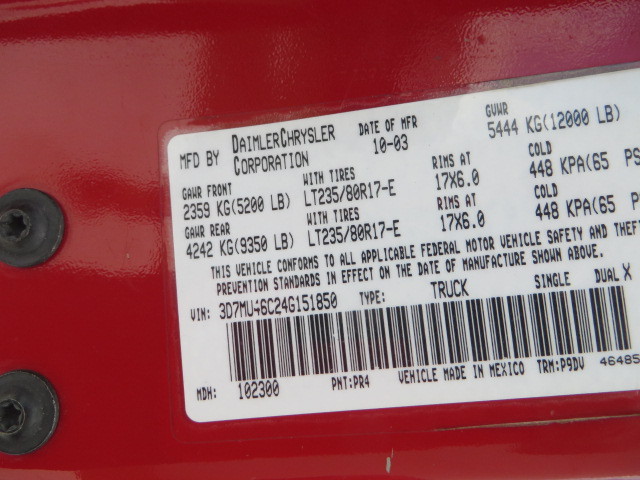 MFD BY DAIMLERCHRYSLER CORPORATION DATE OF MFR 10-03 GVWR 5444 KG(12000 LB)
GAWR FRONT WITH TIRES RIMS AT COLD
2359 KG(5200 LB) LT235/80R17-E 17X6.0 448 KPA(65 PS
GAWR REAR WITH TIRES RIMS AT COLD
4242 KG(9350 LB) LT235/80R17-E 17X6.0 448 KPA(65 P
THIS VEHICLE CONFORMS TO ALL APPLICABLE FEDERAL MOTOR VEHICLE SAFETY AND THEF
PREVENTION STANDARDS IN EFFECT ON THE DATE OF MANUFACTURE SHOWN ABOVE.
VIN: 3D7MU46C24G151850 TYPE: TRUCK SINGLE DUAL X
MDH: 102300 PNT:PR4 VEHICLE MADE IN MEXICO TRM:P9DV 46485